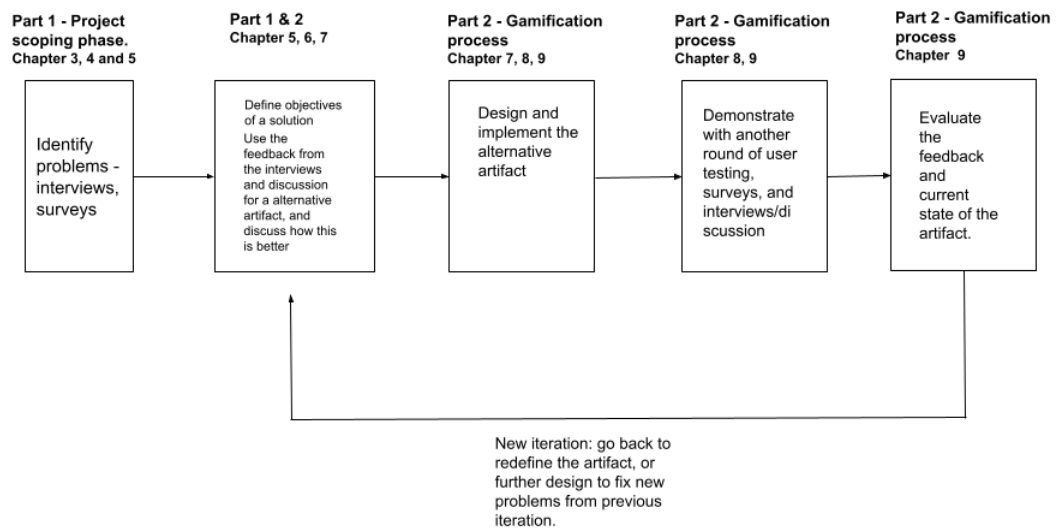 Part 1 - Project
scoping phase.
Chapter 3, 4 and 5
Part 1 & 2
Chapter 5, 6, 7
Part 2 - Gamification
process
Chapter 7, 8, 9
Part 2 - Gamification
process
Chapter 8, 9
Part 2 - Gamification
process
Chapter 9
Identify
problems -
interviews,
surveys
Define objectives
of a solution
Use the
feedback from
the interviews
and discussion
for a alternative
artifact, and
discuss how this
is better
Design and
implement the
alternative
artifact
Demonstrate
with another
round of user
testing,
surveys, and
interviews/di
scussion
Evaluate
the
feedback
and
current
state of the
artifact.
New iteration: go back to
redefine the artifact, or
further design to fix new
problems from previous
iteration.